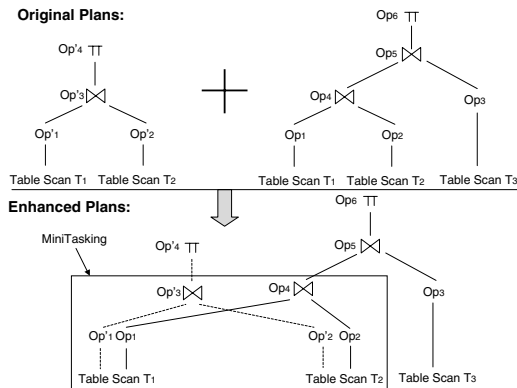 Original Plans:
Op6 ㅠ
Op'4 ㅠ
Op5
Op'3
Op4
Op3
Op'1 Op'2
Op1 Op2
Table Scan T1 Table Scan T2
Table Scan T1 Table Scan T2 Table Scan T3
Enhanced Plans:
Op6 ㅠ
MiniTasking
Op'4 ㅠ
Op5
Op'3
Op4
Op3
Op'1 Op1
Op'2 Op2
Table Scan T1
Table Scan T2
Table Scan T3